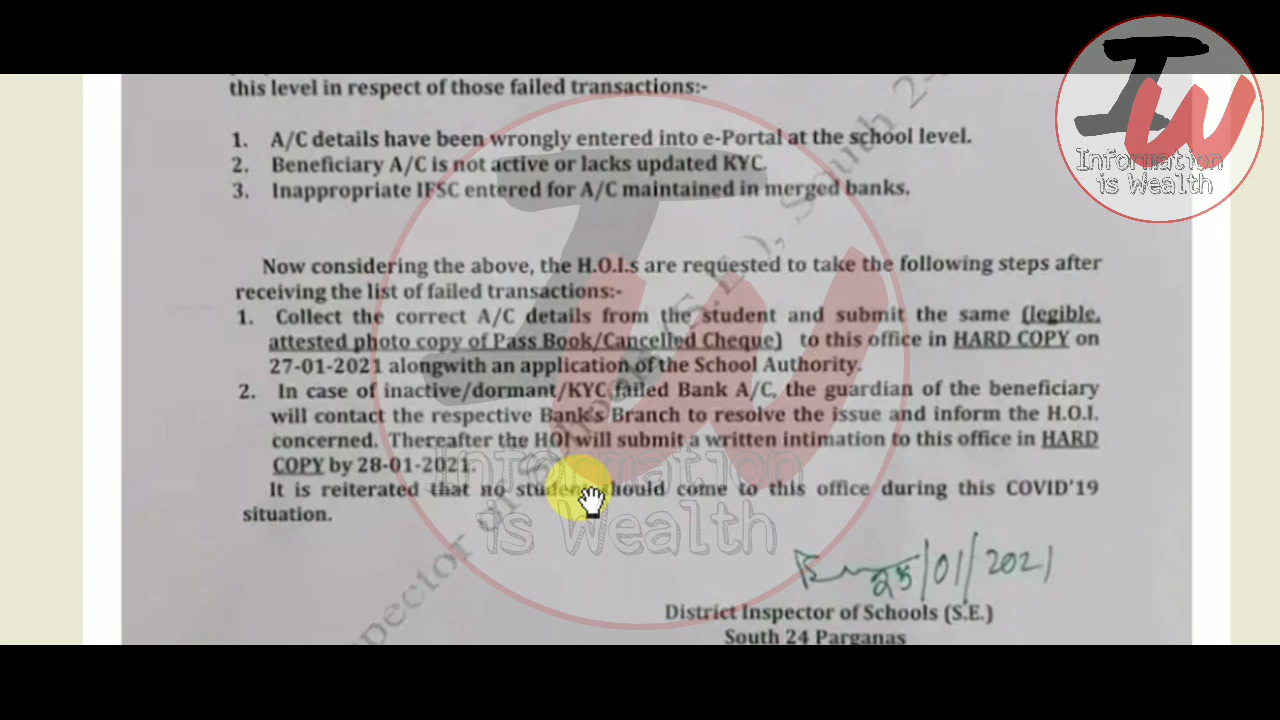 this level in respect of those failed transactions:-
1. A/C details have been wrongly entered into e-Portal at the school level.
2. Beneficiary A/C is not active or lacks updated KYC.
3. Inappropriate IFSC entered for A/C maintained in merged banks.
Now considering the above, the H.O.I.s are requested to take the following steps after
receiving the list of failed transactions:-
1. Collect the correct A/C details from the student and submit the same (legible,
attested photo copy of Pass Book/Cancelled Cheque) to this office in HARD COPY on
27-01-2021 alongwith an application of the School Authority.
2. In case of inactive/dormant/KYC failed Bank A/C, the guardian of the beneficiary
will contact the respective Bank's Branch to resolve the issue and inform the H.O.I.
concerned. Thereafter the HOI will submit a written intimation to this office in HARD
COPY by 28-01-2021.
It is reiterated that no student should come to this office during this COVID'19
situation.
25/01/2021
District Inspector of Schools (S.E.)
South 24 Parganas
IW
Information
is Wealth
IW
Information
is Wealth